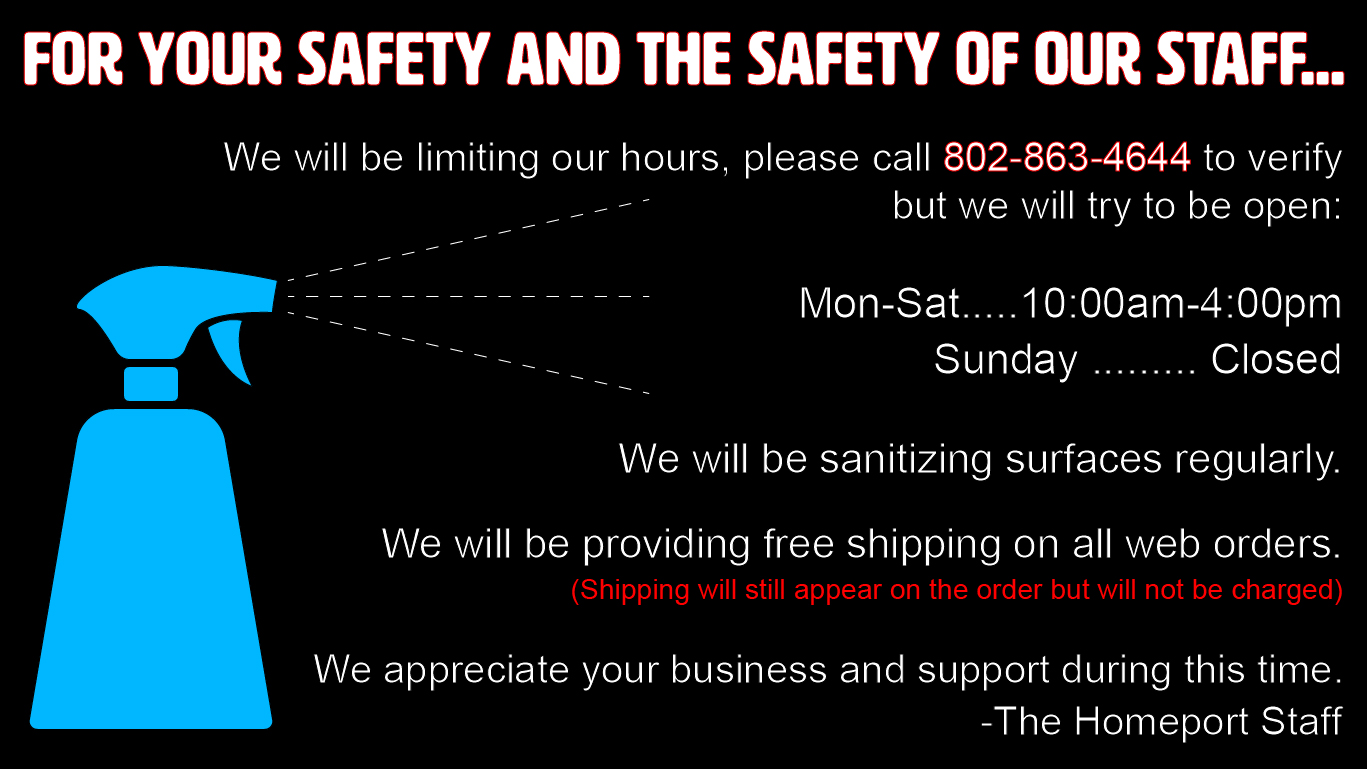 FOR YOUR SAFETY AND THE SAFETY OF OUR STAFF...
We will be limiting our hours, please call 802-863-4644 to verify
but we will try to be open:
Mon-Sat.....10:00am-4:00pm
Sunday ......... Closed
We will be sanitizing surfaces regularly.
We will be providing free shipping on all web orders.
(Shipping will still appear on the order but will not be charged)
We appreciate your business and support during this time.
-The Homeport Staff